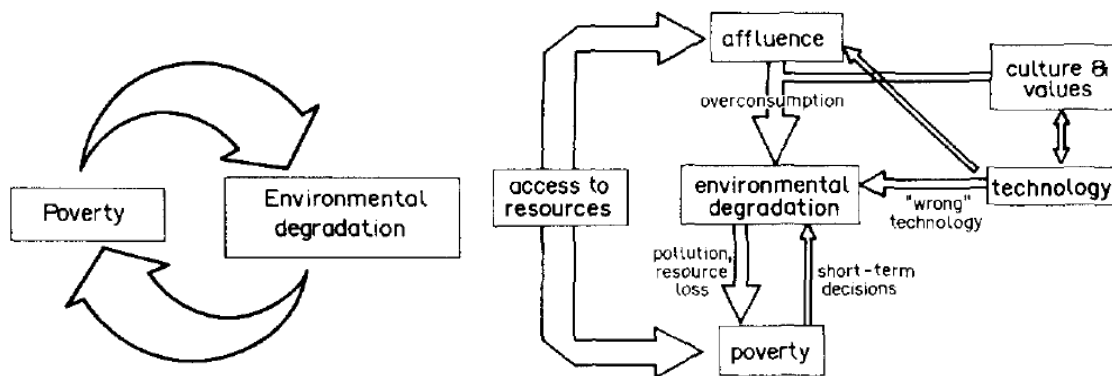 Poverty
Environmental
degradation
affluence
culture &
values
overconsumption
access to
resources
environmental
degradation
technology
"wrong"
technology
pollution,
resource
loss
short-term
decisions
poverty